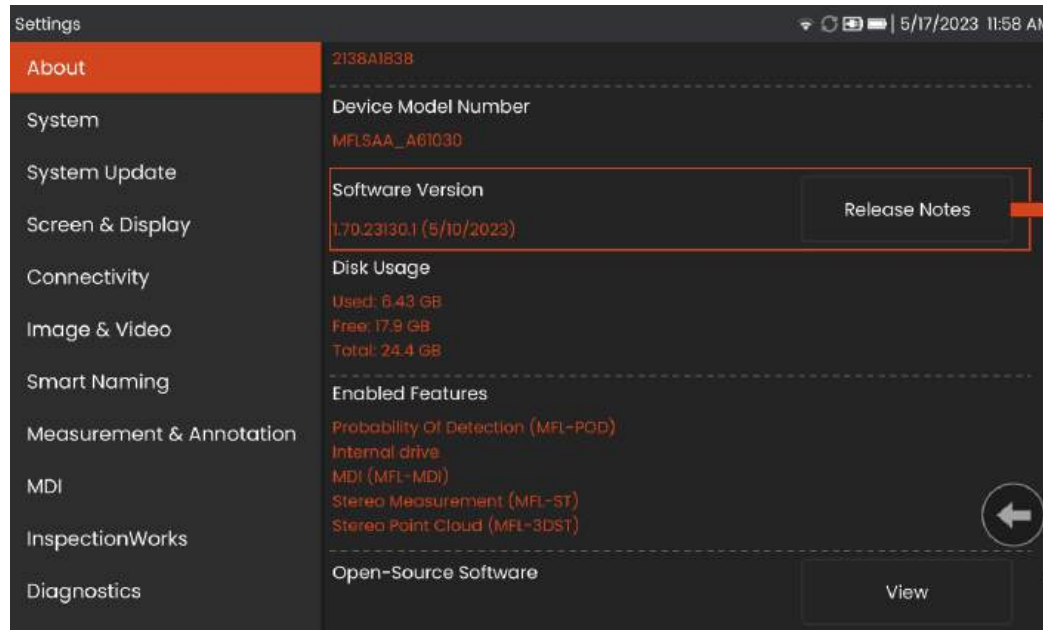 Settings
5/17/2023 11:58 AM
About
System
System Update
Screen & Display
Connectivity
Image & Video
Smart Naming
Measurement & Annotation
MDI
InspectionWorks
Diagnostics
2138A1838
Device Model Number
MFLSAA_A61030
Software Version
1.70.23130.1 (5/10/2023)
Release Notes
Disk Usage
Used: 6.43 GB
Free: 17.9 GB
Total: 24.4 GB
Enabled Features
Probability Of Detection (MFL-POD)
Internal drive
MDI (MFL-MDI)
Stereo Measurement (MFL-ST)
Stereo Point Cloud (MFL-3DST)
Open-Source Software
View